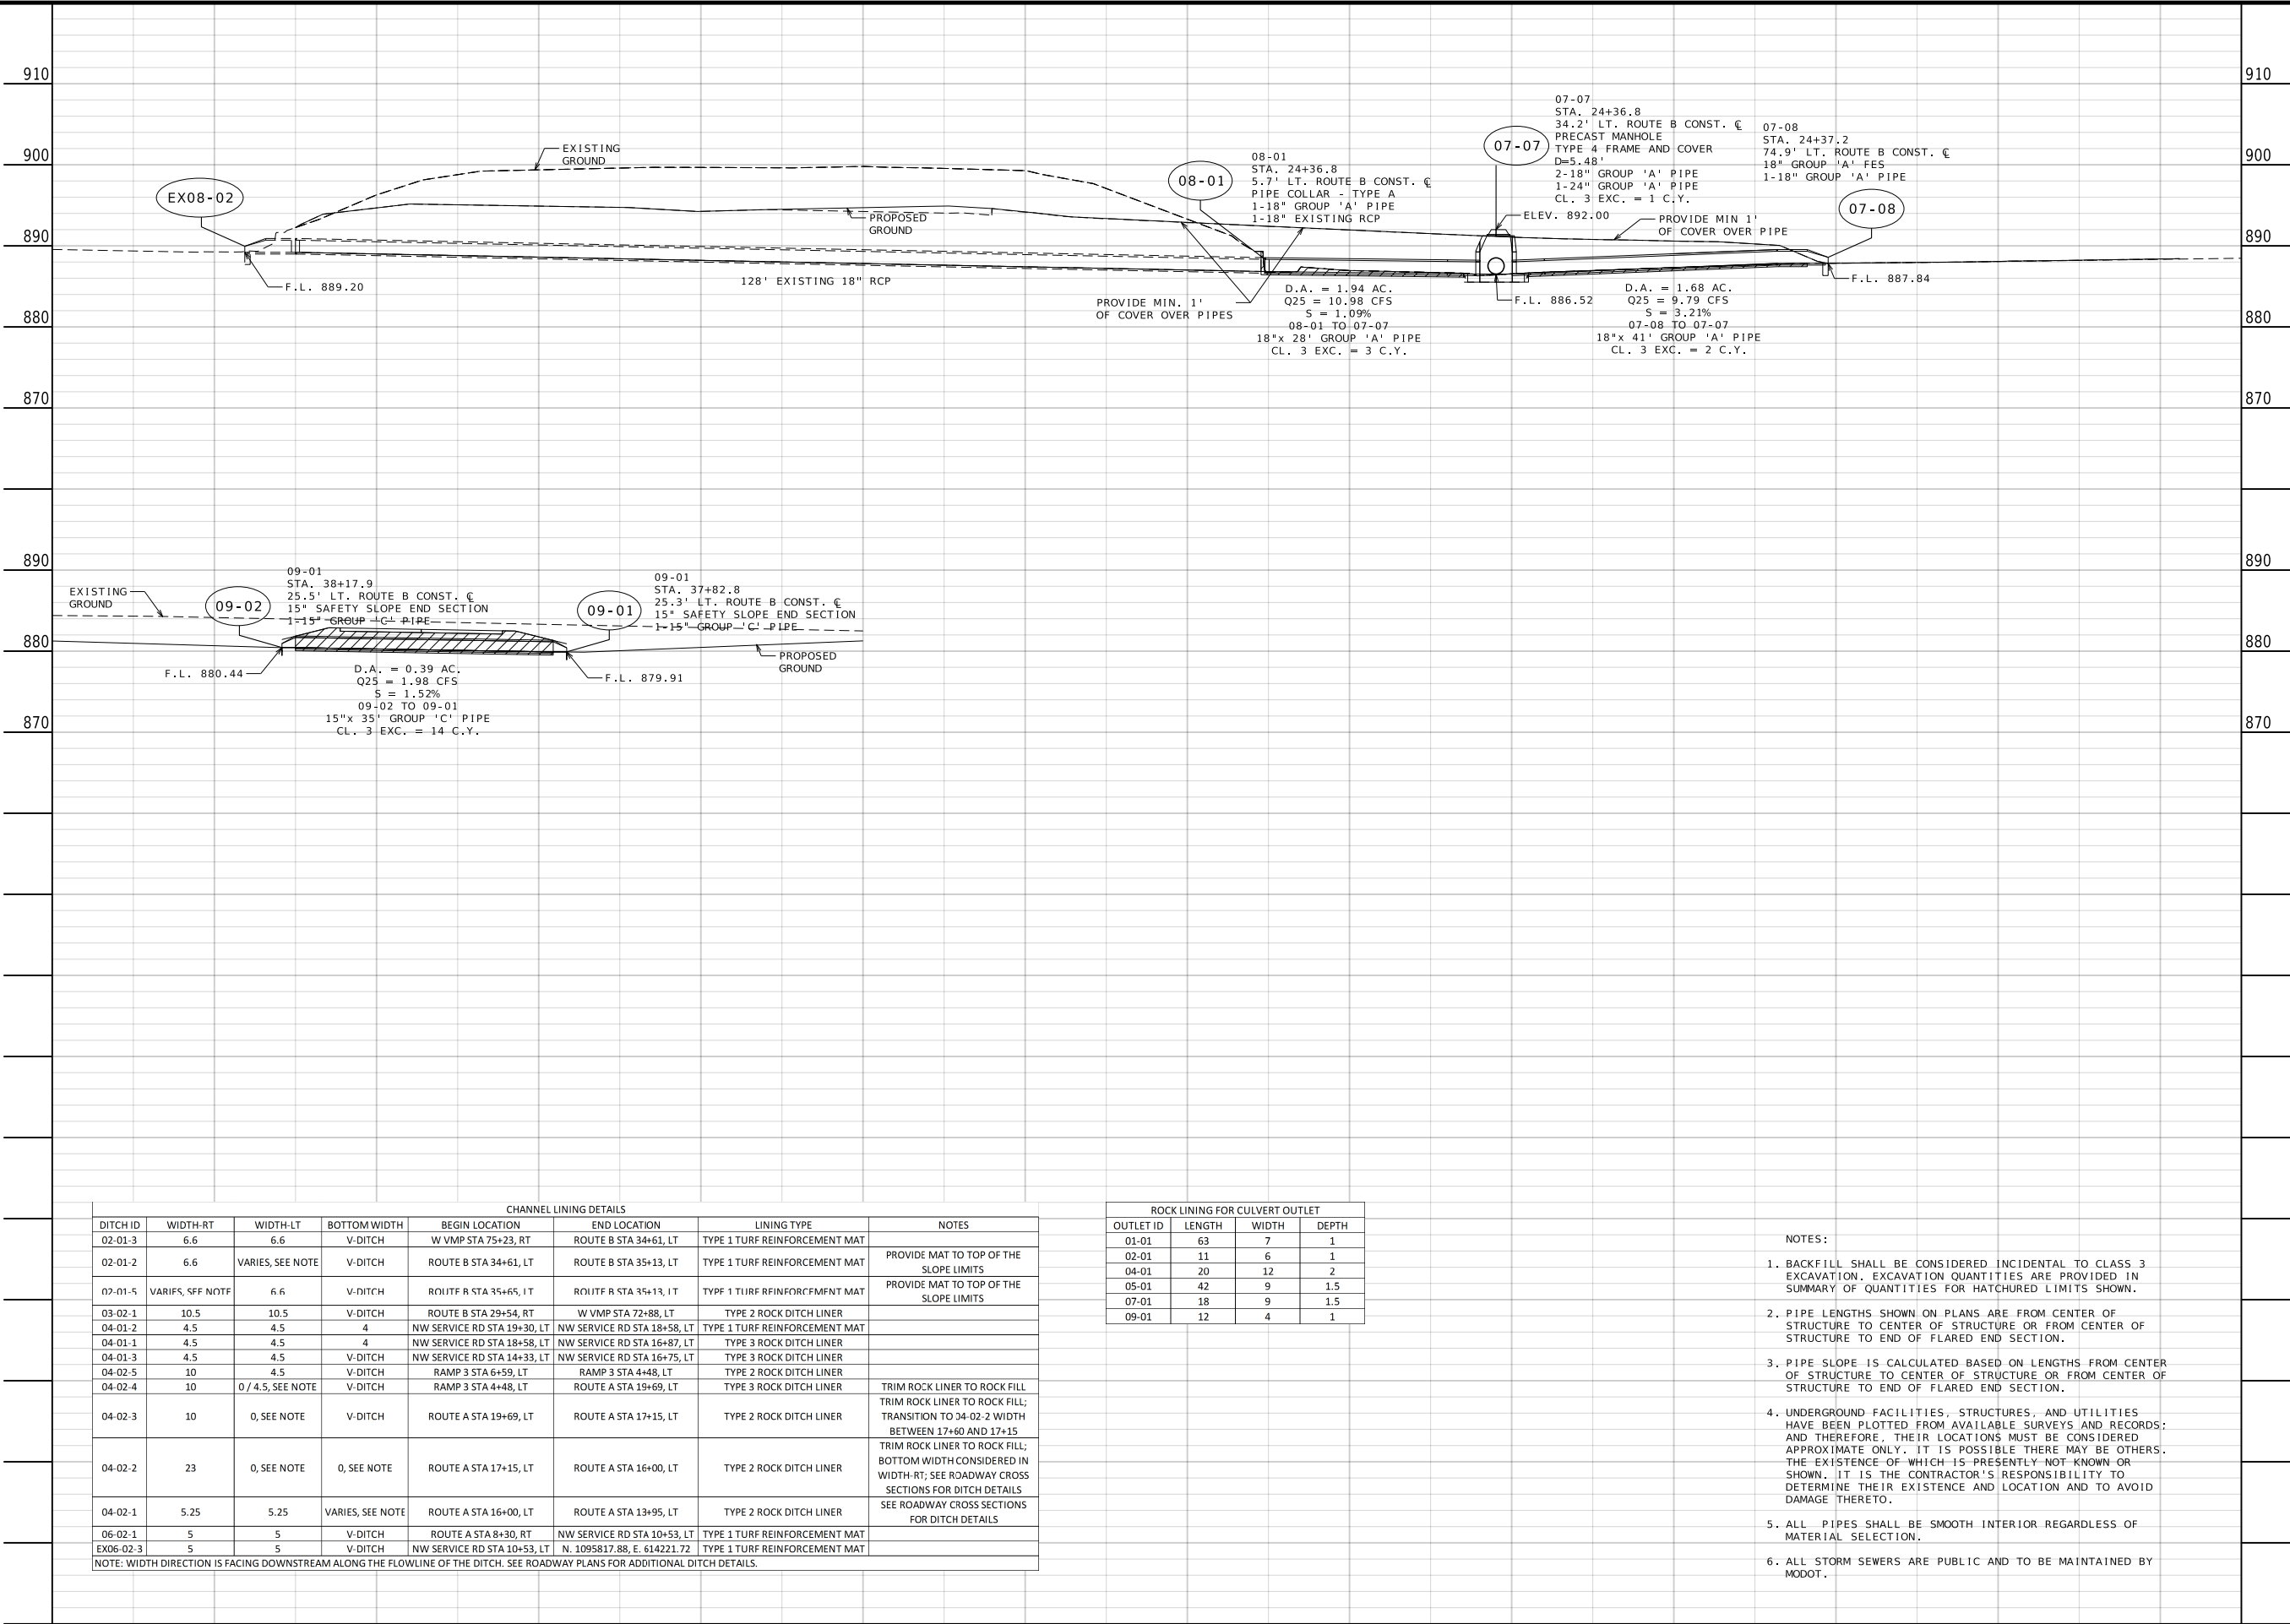 910
910
900
900
890
890
880
880
870
870
EX08-02
EXISTING
GROUND
F.L. 889.20
128' EXISTING 18" RCP
PROPOSED
GROUND
08-01
08-01
STA. 24+36.8
5.7' LT. ROUTE B CONST. ℄
PIPE COLLAR - TYPE A
1-18" GROUP 'A' PIPE
1-18" EXISTING RCP
PROVIDE MIN. 1'
OF COVER OVER PIPES
D.A. = 1.94 AC.
Q25 = 10.98 CFS
S = 1.09%
08-01 TO 07-07
18"x 28' GROUP 'A' PIPE
CL. 3 EXC. = 3 C.Y.
07-07
07-07
STA. 24+36.8
34.2' LT. ROUTE B CONST. ℄
PRECAST MANHOLE
TYPE 4 FRAME AND COVER
D=5.48'
2-18" GROUP 'A' PIPE
1-24" GROUP 'A' PIPE
CL. 3 EXC. = 1 C.Y.
ELEV. 892.00
F.L. 886.52
PROVIDE MIN 1'
OF COVER OVER PIPE
D.A. = 1.68 AC.
Q25 = 9.79 CFS
S = 3.21%
07-08 TO 07-07
18"x 41' GROUP 'A' PIPE
CL. 3 EXC. = 2 C.Y.
07-08
STA. 24+37.2
74.9' LT. ROUTE B CONST. ℄
18" GROUP 'A' FES
1-18" GROUP 'A' PIPE
07-08
F.L. 887.84
890
890
880
880
870
870
EXISTING
GROUND
09-02
09-01
STA. 38+17.9
25.5' LT. ROUTE B CONST. ℄
15" SAFETY SLOPE END SECTION
1-15" GROUP 'C' PIPE
F.L. 880.44
D.A. = 0.39 AC.
Q25 = 1.98 CFS
S = 1.52%
09-02 TO 09-01
15"x 35' GROUP 'C' PIPE
CL. 3 EXC. = 14 C.Y.
09-01
09-01
STA. 37+82.8
25.3' LT. ROUTE B CONST. ℄
15" SAFETY SLOPE END SECTION
1-15" GROUP 'C' PIPE
F.L. 879.91
PROPOSED
GROUND
CHANNEL LINING DETAILS
DITCH ID WIDTH-RT WIDTH-LT BOTTOM WIDTH BEGIN LOCATION END LOCATION LINING TYPE NOTES
02-01-3 6.6 6.6 V-DITCH W VMP STA 75+23, RT ROUTE B STA 34+61, LT TYPE 1 TURF REINFORCEMENT MAT
02-01-2 6.6 VARIES, SEE NOTE V-DITCH ROUTE B STA 34+61, LT ROUTE B STA 35+13, LT TYPE 1 TURF REINFORCEMENT MAT PROVIDE MAT TO TOP OF THE
SLOPE LIMITS
02-01-5 VARIES, SEE NOTE 6.6 V-DITCH ROUTE B STA 35+65, LT ROUTE B STA 35+13, LT TYPE 1 TURF REINFORCEMENT MAT PROVIDE MAT TO TOP OF THE
SLOPE LIMITS
03-02-1 10.5 10.5 V-DITCH ROUTE B STA 29+54, RT W VMP STA 72+88, LT TYPE 2 ROCK DITCH LINER
04-01-2 4.5 4.5 4 NW SERVICE RD STA 19+30, LT NW SERVICE RD STA 18+58, LT TYPE 1 TURF REINFORCEMENT MAT
04-01-1 4.5 4.5 4 NW SERVICE RD STA 18+58, LT NW SERVICE RD STA 16+87, LT TYPE 3 ROCK DITCH LINER
04-01-3 4.5 4.5 V-DITCH NW SERVICE RD STA 14+33, LT NW SERVICE RD STA 16+75, LT TYPE 3 ROCK DITCH LINER
04-02-5 10 4.5 V-DITCH RAMP 3 STA 6+59, LT RAMP 3 STA 4+48, LT TYPE 2 ROCK DITCH LINER
04-02-4 10 0 / 4.5, SEE NOTE V-DITCH RAMP 3 STA 4+48, LT ROUTE A STA 19+69, LT TYPE 3 ROCK DITCH LINER TRIM ROCK LINER TO ROCK FILL
04-02-3 10 0, SEE NOTE V-DITCH ROUTE A STA 19+69, LT ROUTE A STA 17+15, LT TYPE 2 ROCK DITCH LINER TRIM ROCK LINER TO ROCK FILL;
TRANSITION TO 04-02-2 WIDTH
BETWEEN 17+60 AND 17+15
04-02-2 23 0, SEE NOTE 0, SEE NOTE ROUTE A STA 17+15, LT ROUTE A STA 16+00, LT TYPE 2 ROCK DITCH LINER TRIM ROCK LINER TO ROCK FILL;
BOTTOM WIDTH CONSIDERED IN
WIDTH-RT; SEE ROADWAY CROSS
SECTIONS FOR DITCH DETAILS
04-02-1 5.25 5.25 VARIES, SEE NOTE ROUTE A STA 16+00, LT ROUTE A STA 13+95, LT TYPE 2 ROCK DITCH LINER SEE ROADWAY CROSS SECTIONS
FOR DITCH DETAILS
06-02-1 5 5 V-DITCH ROUTE A STA 8+30, RT NW SERVICE RD STA 10+53, LT TYPE 1 TURF REINFORCEMENT MAT
EX06-02-3 5 5 V-DITCH NW SERVICE RD STA 10+53, LT N. 1095817.88, E. 614221.72 TYPE 1 TURF REINFORCEMENT MAT
NOTE: WIDTH DIRECTION IS FACING DOWNSTREAM ALONG THE FLOWLINE OF THE DITCH. SEE ROADWAY PLANS FOR ADDITIONAL DITCH DETAILS.
ROCK LINING FOR CULVERT OUTLET
OUTLET ID LENGTH WIDTH DEPTH
01-01 63 7 1
02-01 11 6 1
04-01 20 12 2
05-01 42 9 1.5
07-01 18 9 1.5
09-01 12 4 1
NOTES:
1. BACKFILL SHALL BE CONSIDERED INCIDENTAL TO CLASS 3
EXCAVATION. EXCAVATION QUANTITIES ARE PROVIDED IN
SUMMARY OF QUANTITIES FOR HATCHURED LIMITS SHOWN.
2. PIPE LENGTHS SHOWN ON PLANS ARE FROM CENTER OF
STRUCTURE TO CENTER OF STRUCTURE OR FROM CENTER OF
STRUCTURE TO END OF FLARED END SECTION.
3. PIPE SLOPE IS CALCULATED BASED ON LENGTHS FROM CENTER
OF STRUCTURE TO CENTER OF STRUCTURE OR FROM CENTER OF
STRUCTURE TO END OF FLARED END SECTION.
4. UNDERGROUND FACILITIES, STRUCTURES, AND UTILITIES
HAVE BEEN PLOTTED FROM AVAILABLE SURVEYS AND RECORDS;
AND THEREFORE, THEIR LOCATIONS MUST BE CONSIDERED
APPROXIMATE ONLY. IT IS POSSIBLE THERE MAY BE OTHERS.
THE EXISTENCE OF WHICH IS PRESENTLY NOT KNOWN OR
SHOWN. IT IS THE CONTRACTOR'S RESPONSIBILITY TO
DETERMINE THEIR EXISTENCE AND LOCATION AND TO AVOID
DAMAGE THERETO.
5. ALL PIPES SHALL BE SMOOTH INTERIOR REGARDLESS OF
MATERIAL SELECTION.
6. ALL STORM SEWERS ARE PUBLIC AND TO BE MAINTAINED BY
MODOT.